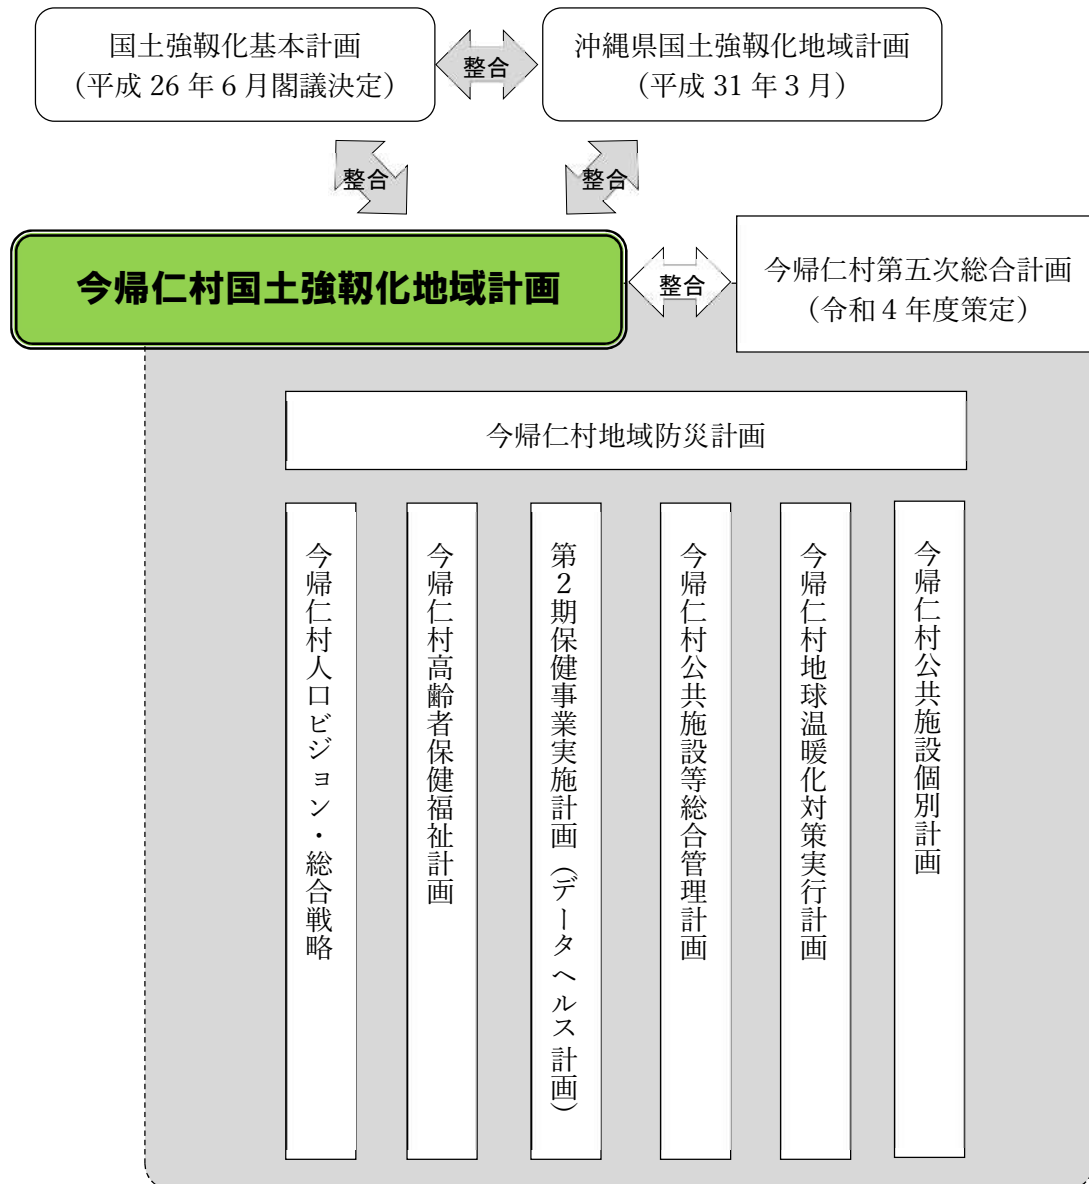 国土強靱化基本計画
（平成 26 年 6 月閣議決定）
整合
沖縄県国土強靱化地域計画
（平成 31 年 3 月）
整合
整合
今帰仁村国土強靱化地域計画
整合
今帰仁村第五次総合計画
（令和 4 年度策定）
今帰仁村地域防災計画
今帰仁村人口ビジョン・総合戦略
今帰仁村高齢者保健福祉計画
第２期保健事業実施計画（データヘルス計画）
今帰仁村公共施設等総合管理計画
今帰仁村地球温暖化対策実行計画
今帰仁村公共施設個別計画